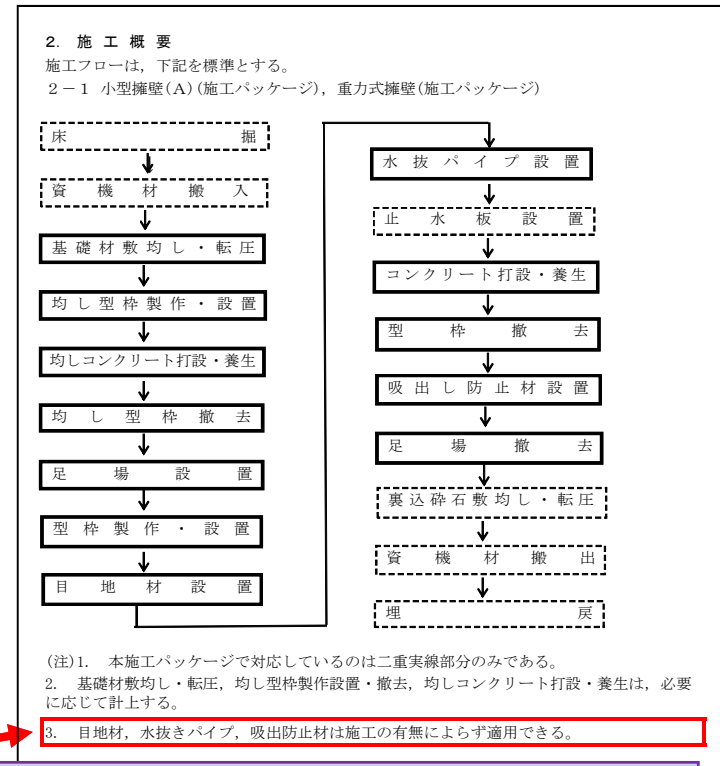 2. 施工概要
施工フローは，下記を標準とする。
２－１ 小型擁壁(Ａ)(施工パッケージ)，重力式擁壁(施工パッケージ)
床掘
資機材搬入
基礎材敷均し・転圧
均し型枠製作・設置
均しコンクリート打設・養生
均し型枠撤去
足場設置
型枠製作・設置
目地材設置
水抜パイプ設置
止水板設置
コンクリート打設・養生
型枠撤去
吸出し防止材設置
足場撤去
裏込砕石敷均し・転圧
資機材搬出
埋戻
(注)1. 本施工パッケージで対応しているのは二重実線部分のみである。
2. 基礎材敷均し・転圧，均し型枠製作設置・撤去，均しコンクリート打設・養生は，必要
に応じて計上する。
3. 目地材，水抜きパイプ，吸出防止材は施工の有無によらず適用できる。